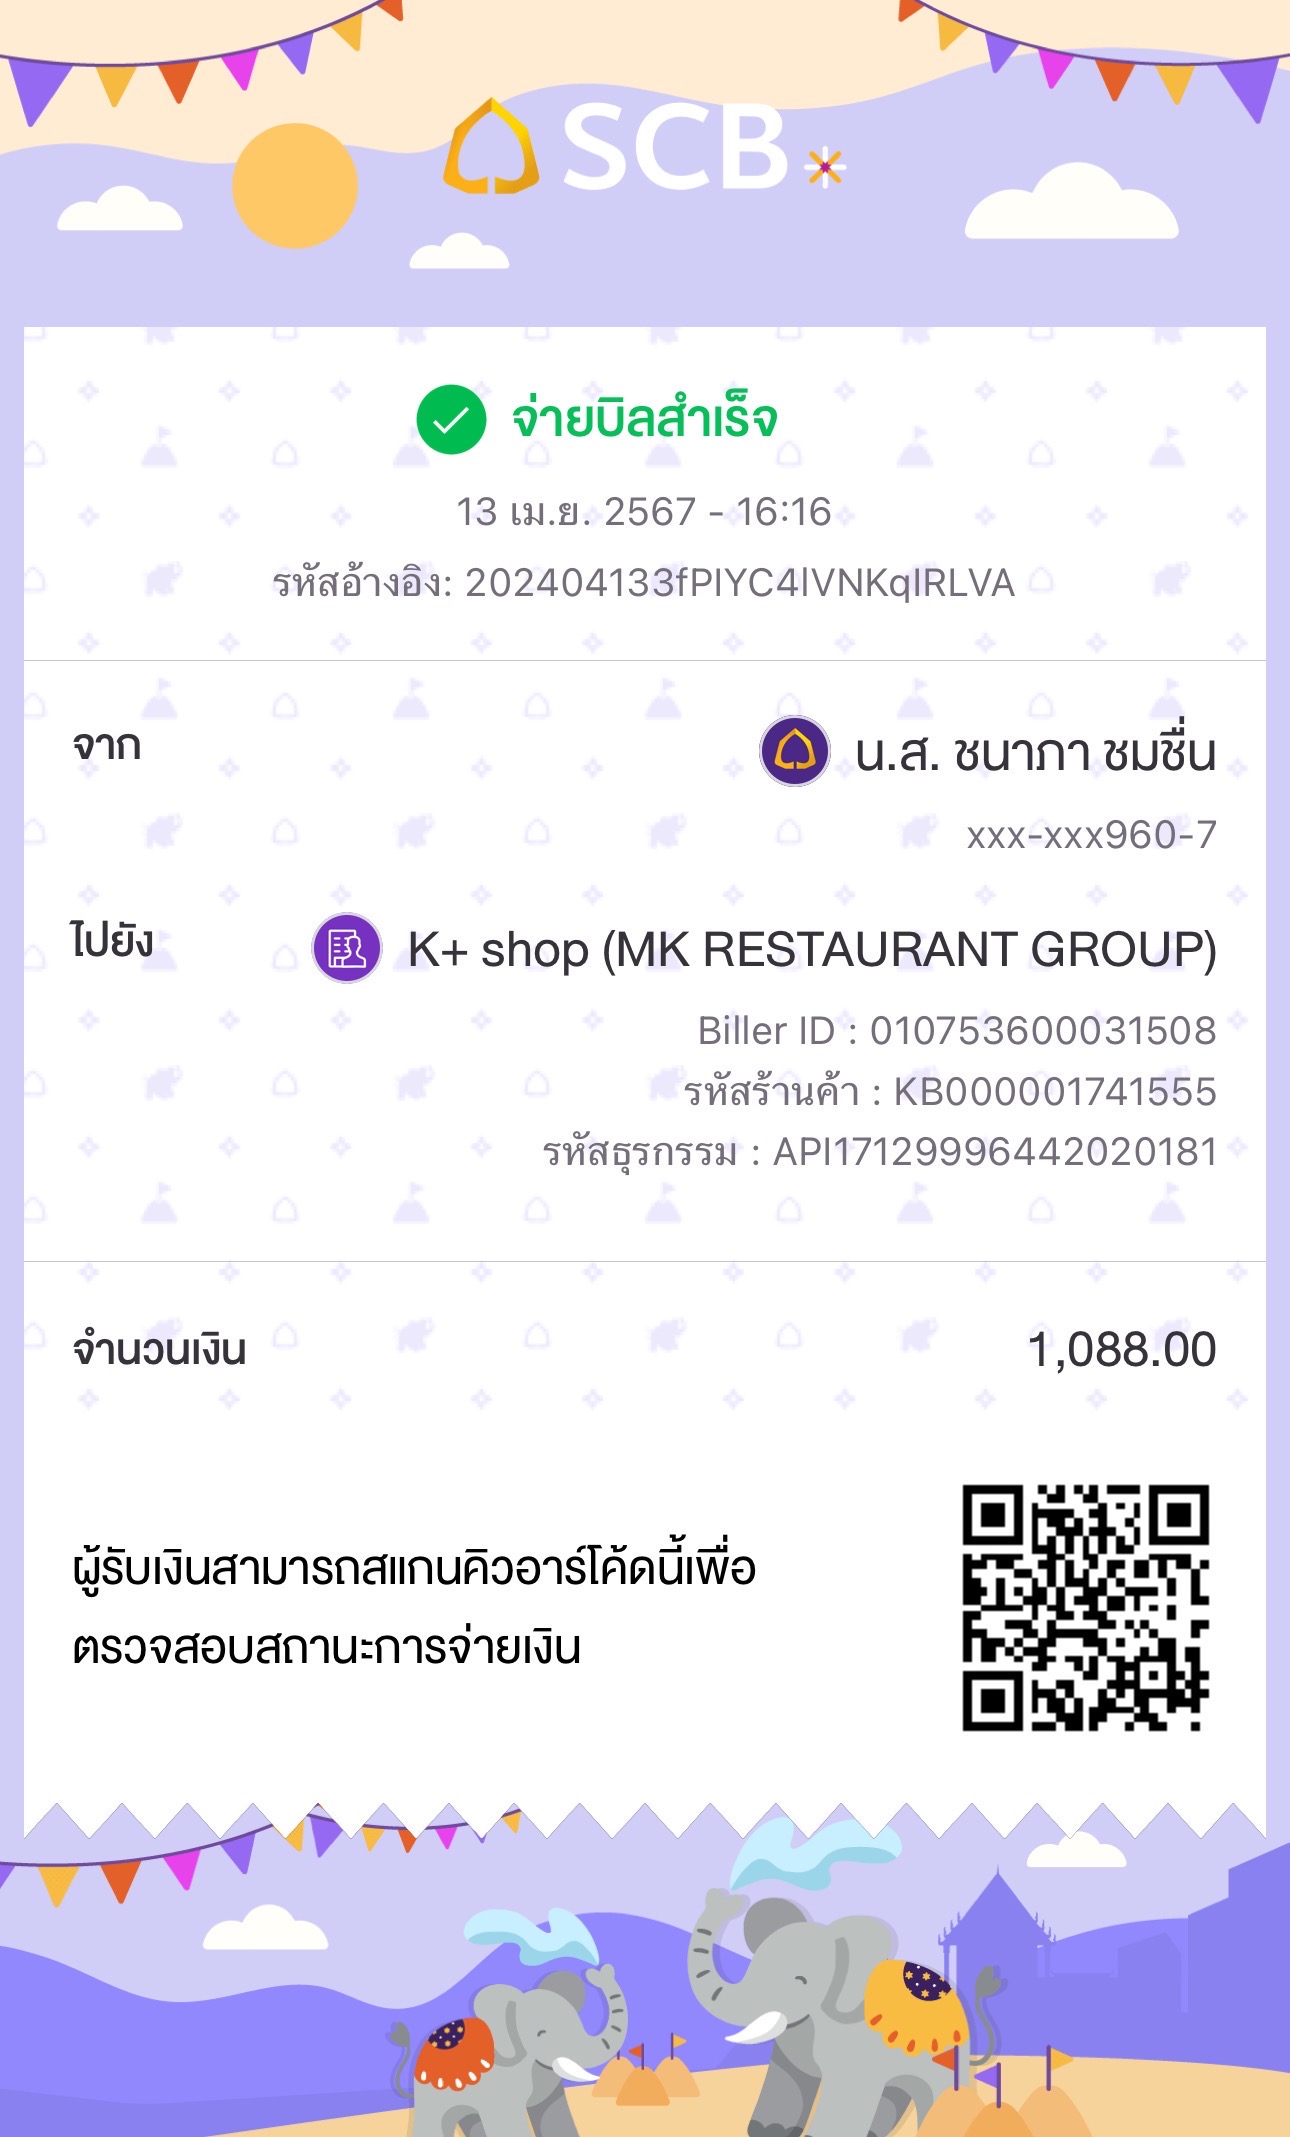 SCB
จ่ายบิลสำเร็จ
13 เม.ย. 2567 - 16:16
รหัสอ้างอิง: 202404133fPIYC4lVNKqIRLVA
จาก
น.ส. ชนาภา ชมชื่น
xxx-xxx960-7
ไปยัง
K+ shop (MK RESTAURANT GROUP)
Biller ID : 010753600031508
รหัสร้านค้า : KB000001741555
รหัสธุรกรรม : API17129996442020181
จำนวนเงิน
1,088.00
ผู้รับเงินสามารถสแกนคิวอาร์โค้ดนี้เพื่อ
ตรวจสอบสถานะการจ่ายเงิน